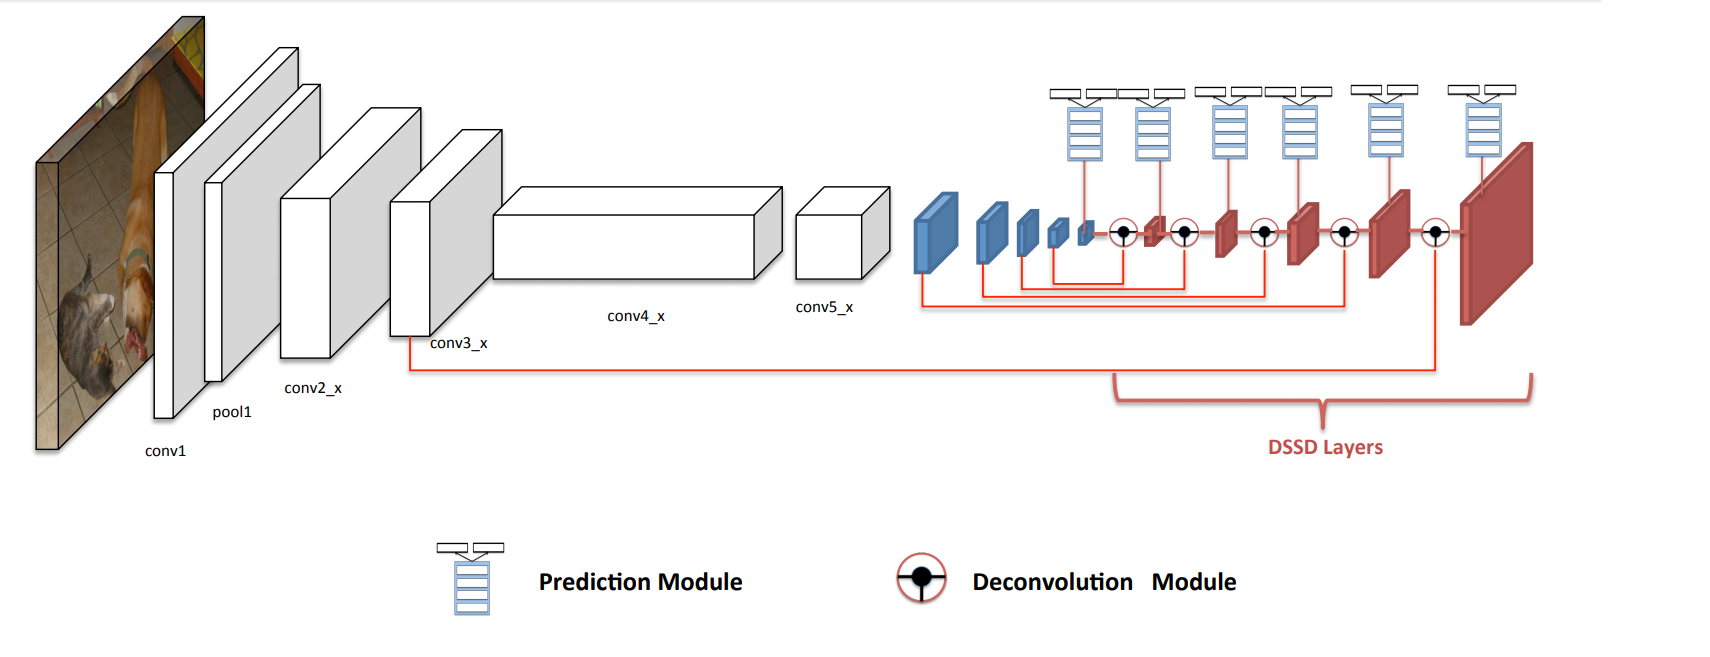 conv1
pool1
conv2_x
conv3_x
conv4_x
conv5_x
DSSD Layers
Prediction Module
Deconvolution Module